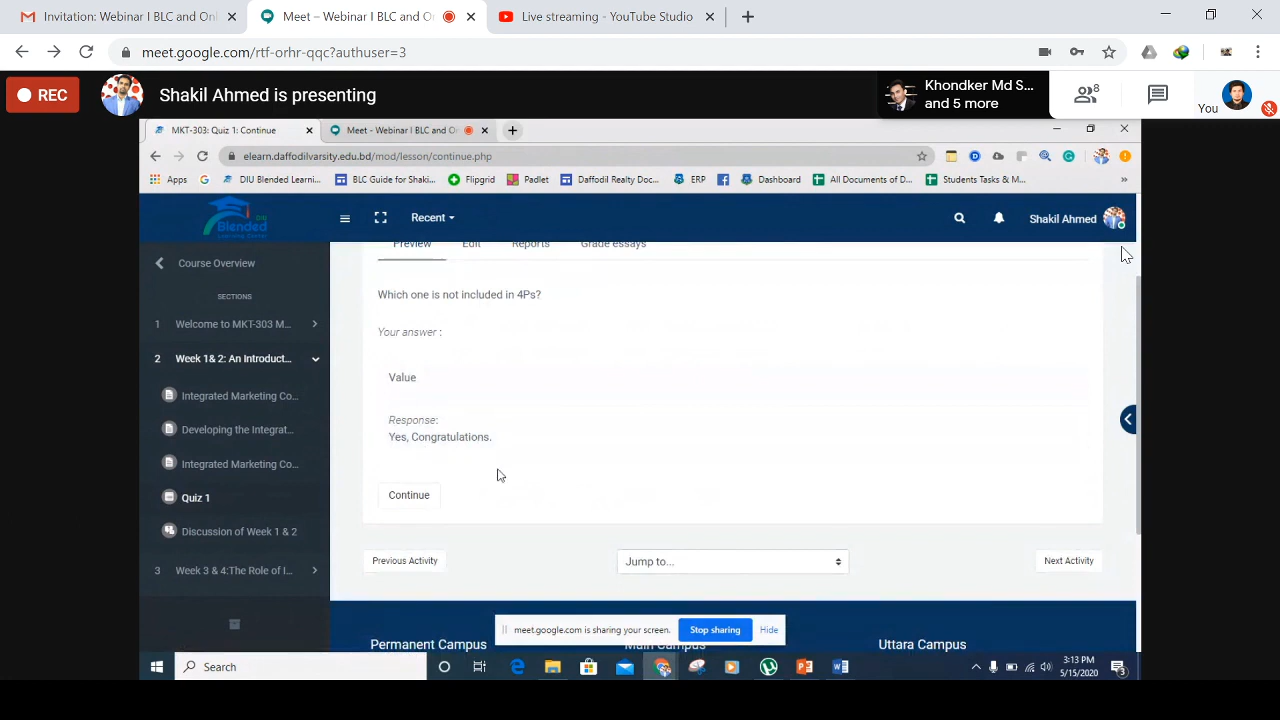 Invitation: Webinar I BLC and Onl
Meet – Webinar I BLC and O
Live streaming - YouTube Studio
meet.google.com/rtf-orhr-qqc?authuser=3
REC
Shakil Ahmed is presenting
Khondker Md S...
and 5 more
8
You
MKT-303: Quiz 1: Continue
Meet - Webinar I BLC and O
elearn.daffodilvarsity.edu.bd/mod/lesson/continue.php
Apps
DIU Blended Learni...
BLC Guide for Shaki...
Flipgrid
Padlet
Daffodil Realty Doc...
ERP
Dashboard
All Documents of D...
Students Tasks & M...
»
Blended
Recent
Shakil Ahmed
Preview
Edit
Reports
Grade essays
Course Overview
SECTIONS
1 Welcome to MKT-303 M...
2 Week 1& 2: An Introduct...
Integrated Marketing Co...
Developing the Integrat...
Integrated Marketing Co...
Quiz 1
Discussion of Week 1 & 2
3 Week 3 & 4:The Role of I...
Which one is not included in 4Ps?
Your answer :
Value
Response:
Yes, Congratulations.
Continue
Previous Activity
Jump to...
Next Activity
meet.google.com is sharing your screen.
Stop sharing
Hide
Permanent Campus
Uttara Campus
Search
3:13 PM
5/15/2020
3